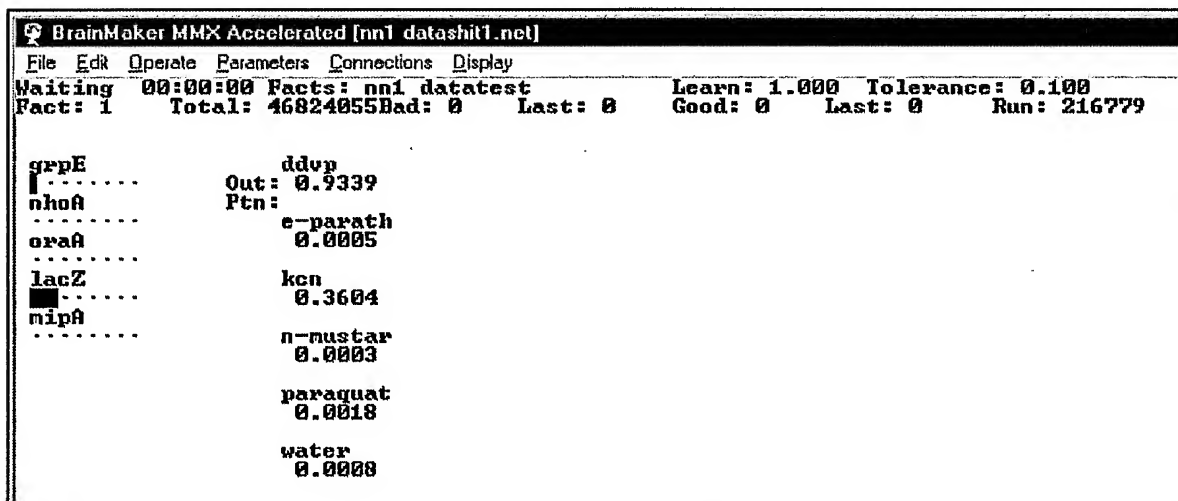 BrainMaker MMX Accelerated [nn1 datashit1.net]
File Edit Operate Parameters Connections Display
Waiting 00:00:00 Facts: nn1 datatest Learn: 1.000 Tolerance: 0.100
Fact: 1 Total: 46824055Bad: 0 Last: 0 Good: 0 Last: 0 Run: 216779
grpE ddvp
Out: 0.9339
nhoA Ptn:
e-parath
oraA 0.0005
lacZ kcn
0.3604
mipA
n-mustar
0.0003
paraquat
0.0018
water
0.0008